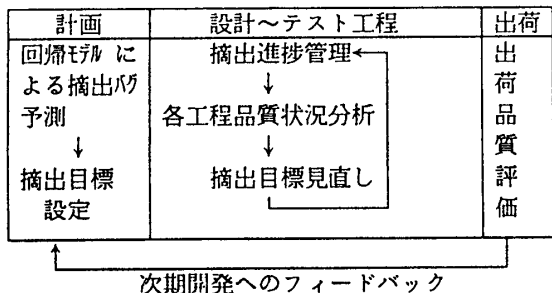 計画
回帰モデル に
よる摘出バグ
予測
↓
摘出目標
設定
設計～テスト工程
摘出進捗管理
↓
各工程品質状況分析
↓
摘出目標見直し
出荷
出
荷
品
質
評
価
次期開発へのフィードバック